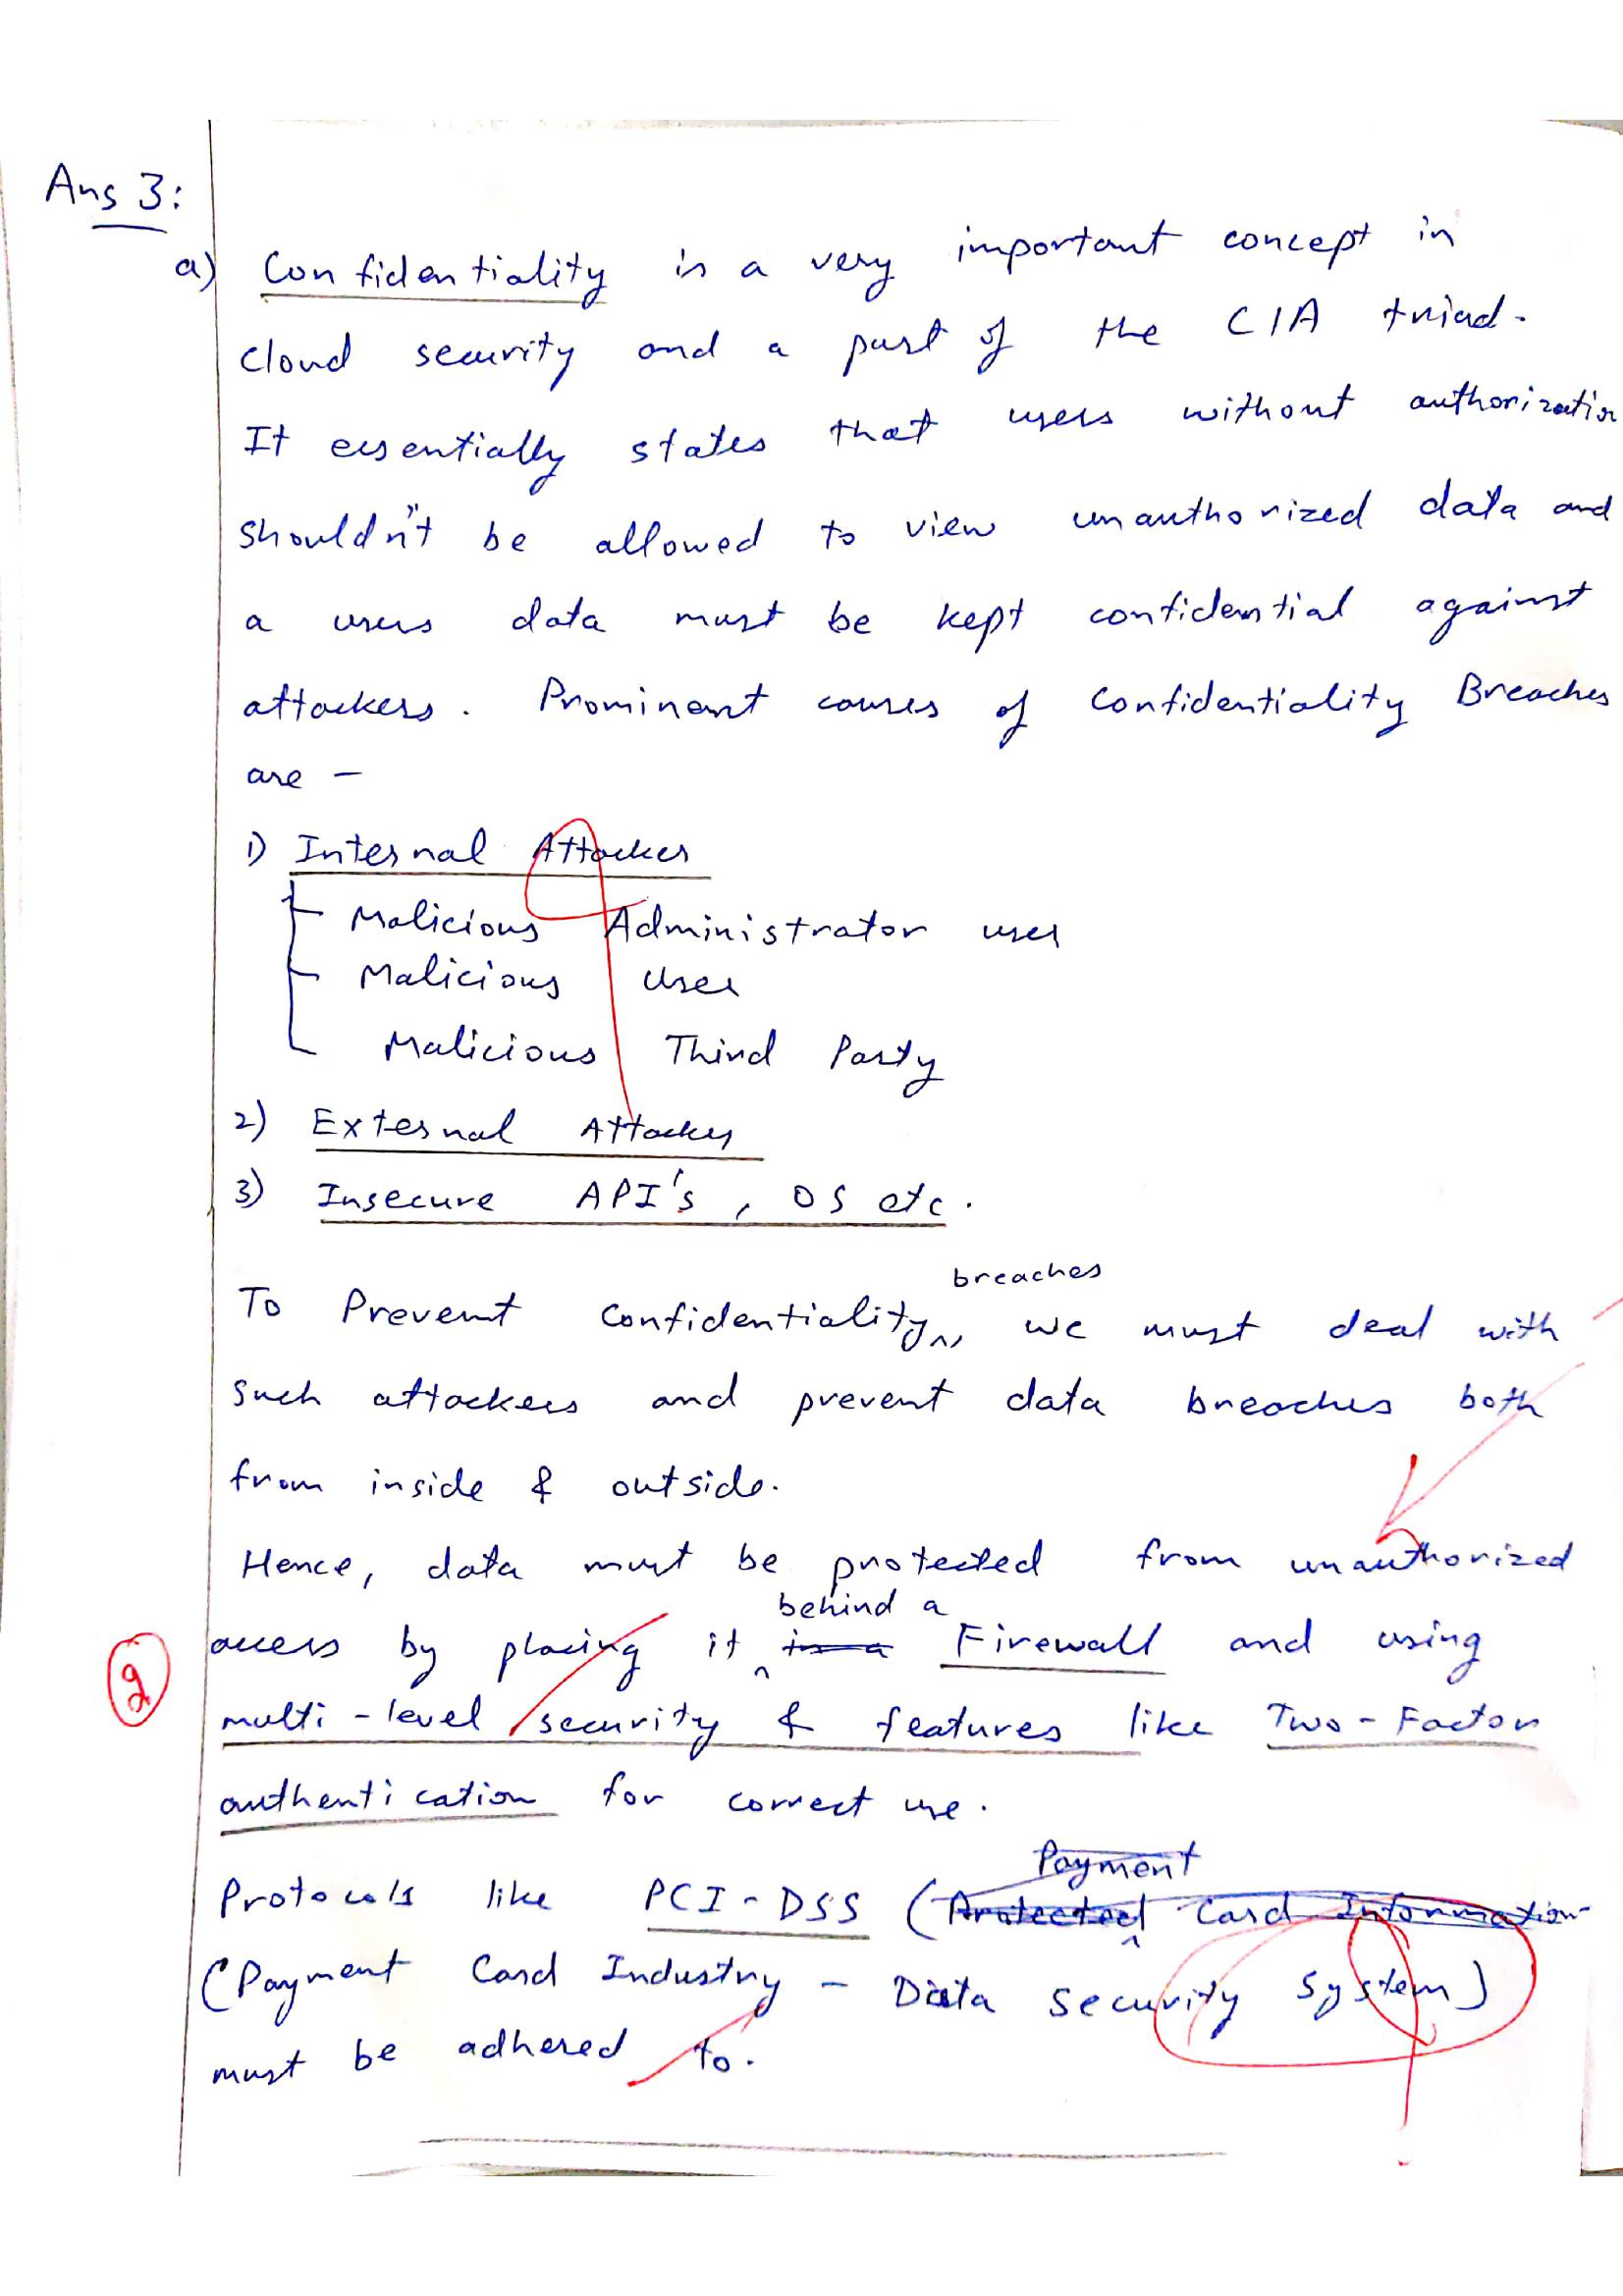 Ans 3:
a) Confidentiality is a very important concept in
cloud security and a part of the CIA triad.
It essentially states that users without authorization
shouldn't be allowed to view unauthorized data and
a users data must be kept confidential against
attackers. Prominent causes of Confidentiality Breaches
are -
1) Internal Attacker
Malicious Administrator user
Malicious User
Malicious Third Party
2) External Attacker
3) Insecure API's, OS etc.
breaches
To Prevent Confidentiality, we must deal with
such attackers and prevent data breaches both
from inside & outside.
Hence, data must be protected from unauthorized
behind a
access by placing it in a Firewall and using
2
multi-level security & features like Two-Factor
authentication for correct use.
Payment
Protocols like PCI-DSS (Protected Card Information-
(Payment Card Industry - Data Security System)
must be adhered to.